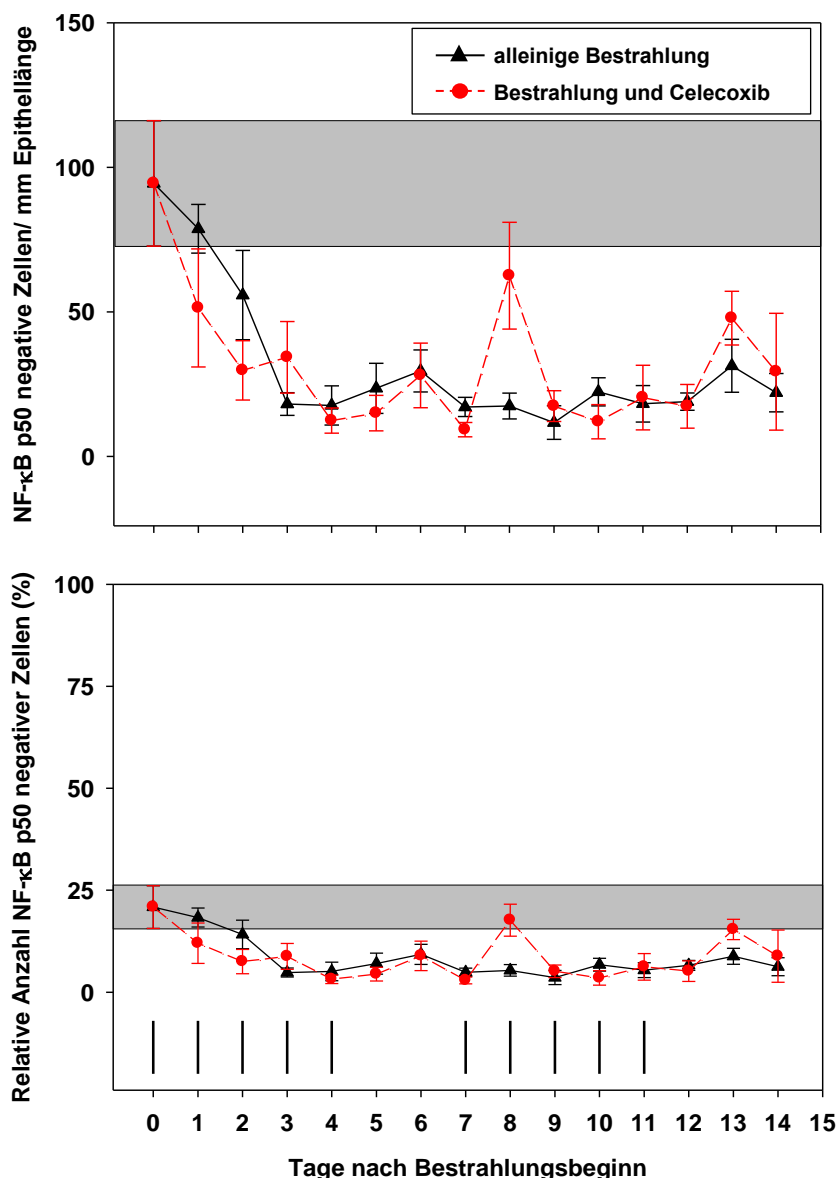 NF-κB p50 negative Zellen/ mm Epithellänge
150
100
50
0
alleinige Bestrahlung
Bestrahlung und Celecoxib
Relative Anzahl NF-κB p50 negativer Zellen (%)
100
75
50
25
0
0 1 2 3 4 5 6 7 8 9 10 11 12 13 14 15
Tage nach Bestrahlungsbeginn